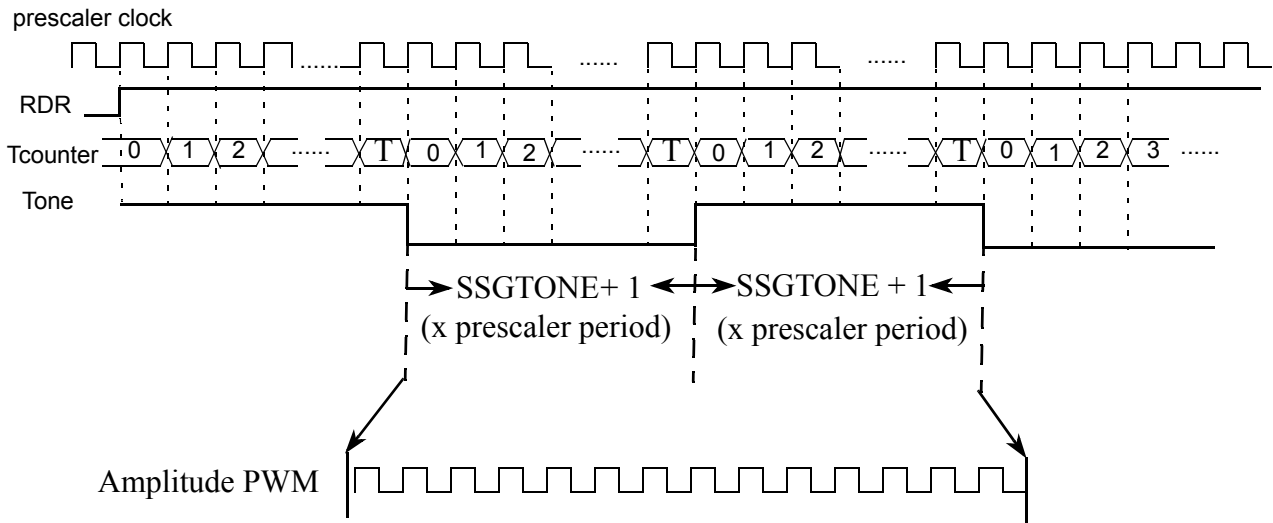 prescaler clock
...... ...... ......
RDR
Tcounter 0 1 2 ...... T 0 1 2 ...... T 0 1 2 ...... T 0 1 2 3 ......
Tone
SSGTONE+ 1 SSGTONE + 1
(x prescaler period) (x prescaler period)
Amplitude PWM